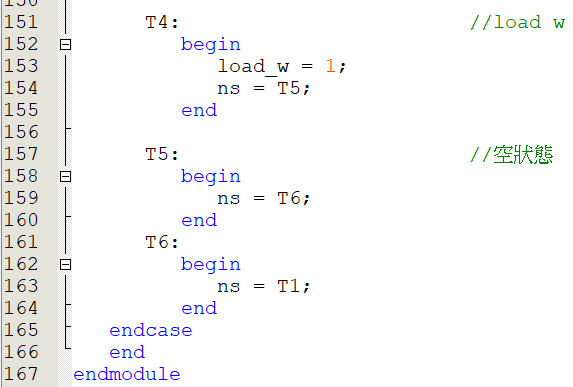 151 T4: //load w
152 begin
153 load_w = 1;
154 ns = T5;
155 end
156
157 T5: //空狀態
158 begin
159 ns = T6;
160 end
161 T6:
162 begin
163 ns = T1;
164 end
165 endcase
166 end
167 endmodule